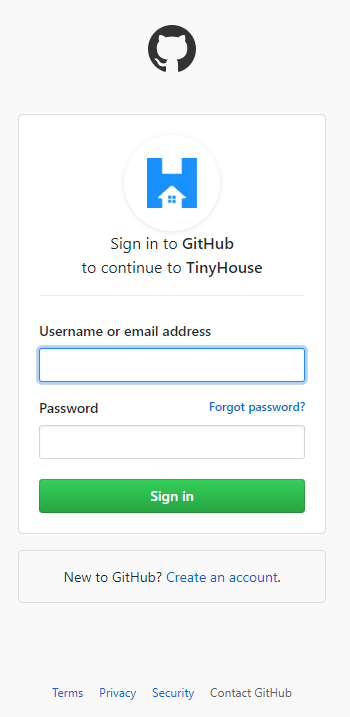 Sign in to GitHub
to continue to TinyHouse
Username or email address
Password Forgot password?
Sign in
New to GitHub? Create an account.
Terms Privacy Security Contact GitHub